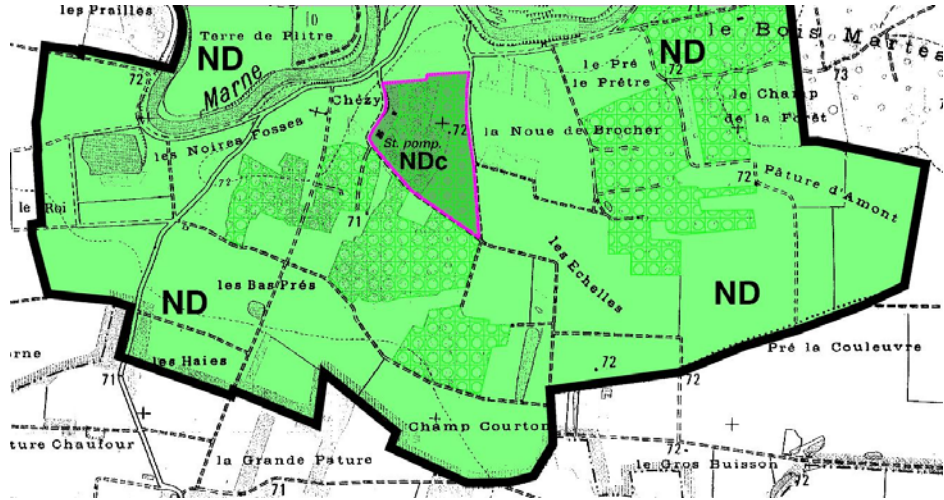 les Prailles
Terre de Plitre
ND
Marne
72
ND
le Bois
72
73
le Pré
le Prêtre
le Champ
de la Forêt
Chézy
les Noires Fosses
72
St. pomp.
NDc
la Noue de Brocher
72
Pâture d'Amont
le Roi
72
71
les Echelles
les Bas Prés
ND
ND
Pré la Couleuvre
les Haies
71
72
72
Champ Courton
ture Chaufour
la Grande Pature
71
le Gros Buisson
72
72